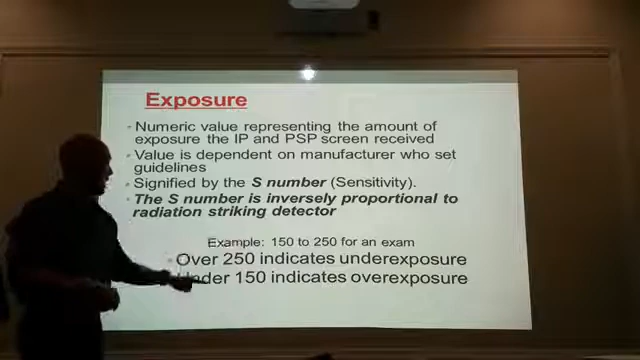 Exposure
• Numeric value representing the amount of
exposure the IP and PSP screen received
• Value is dependent on manufacturer who set
guidelines
• Signified by the S number (Sensitivity).
• The S number is inversely proportional to
radiation striking detector
Example: 150 to 250 for an exam
• Over 250 indicates underexposure
Under 150 indicates overexposure